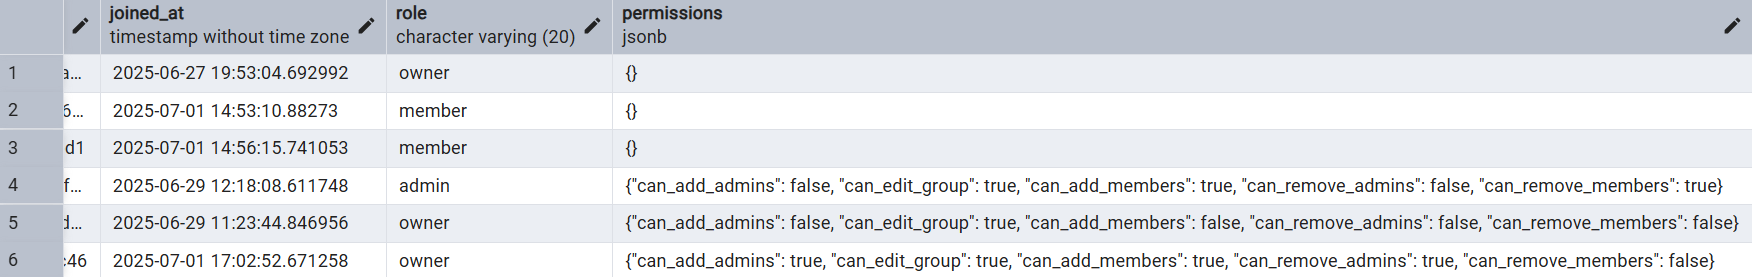 joined_at role permissions
timestamp without time zone character varying (20) jsonb
1 a... 2025-06-27 19:53:04.692992 owner {}
2 6... 2025-07-01 14:53:10.88273 member {}
3 d1 2025-07-01 14:56:15.741053 member {}
4 f... 2025-06-29 12:18:08.611748 admin {"can_add_admins": false, "can_edit_group": true, "can_add_members": true, "can_remove_admins": false, "can_remove_members": true}
5 d... 2025-06-29 11:23:44.846956 owner {"can_add_admins": false, "can_edit_group": true, "can_add_members": false, "can_remove_admins": false, "can_remove_members": false}
6 c46 2025-07-01 17:02:52.671258 owner {"can_add_admins": true, "can_edit_group": true, "can_add_members": true, "can_remove_admins": true, "can_remove_members": false}